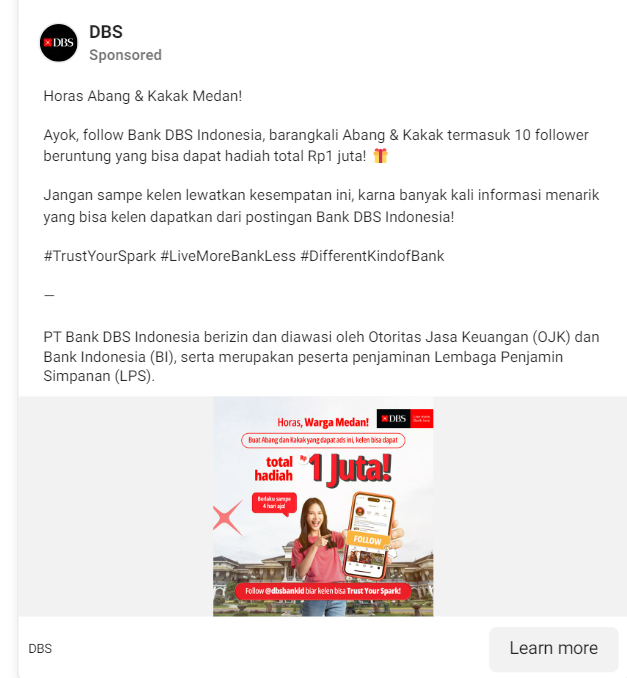 DBS
DBS
Sponsored
Horas Abang & Kakak Medan!
Ayok, follow Bank DBS Indonesia, barangkali Abang & Kakak termasuk 10 follower
beruntung yang bisa dapat hadiah total Rp1 juta! 🎁
Jangan sampe kelen lewatkan kesempatan ini, karna banyak kali informasi menarik
yang bisa kelen dapatkan dari postingan Bank DBS Indonesia!
#TrustYourSpark #LiveMoreBankLess #DifferentKindofBank
—
PT Bank DBS Indonesia berizin dan diawasi oleh Otoritas Jasa Keuangan (OJK) dan
Bank Indonesia (BI), serta merupakan peserta penjaminan Lembaga Penjamin
Simpanan (LPS).
DBS
Horas, Warga Medan!
Buat Abang dan Kakak yang dapat ads ini, kelen bisa dapat
total
hadiah
Rp 1 Juta!
Berlaku sampe
4 hari aja!
FOLLOW
Follow @dbsbankid biar kelen bisa Trust Your Spark!
DBS
Learn more